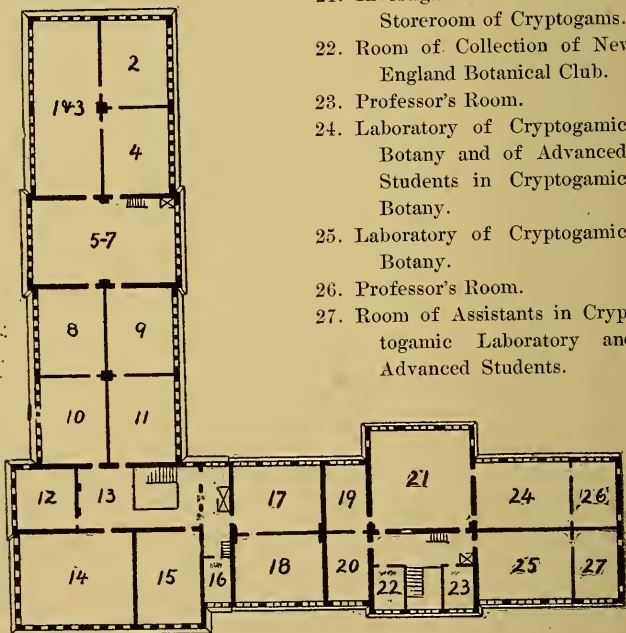 Storeroom of Cryptogams.
22. Room of Collection of New
England Botanical Club.
23. Professor's Room.
24. Laboratory of Cryptogamic
Botany and of Advanced
Students in Cryptogamic
Botany.
25. Laboratory of Cryptogamic
Botany.
26. Professor's Room.
27. Room of Assistants in Cryp
togamic Laboratory and
Advanced Students.
1&3
2
4
5-7
8
9
10
11
12
13
14
15
16
17
18
19
20
21
22
23
24
25
26
27